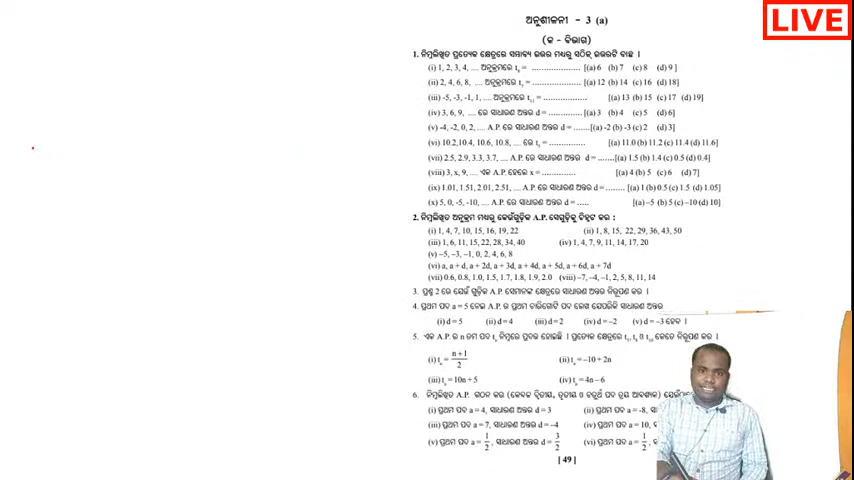 LIVE
ଅନୁଶୀଳନୀ - 3 (a)
(କ - ବିଭାଗ)
1. ନିମ୍ନଲିଖିତ ପ୍ରତ୍ୟେକ କ୍ଷେତ୍ରରେ ସମ୍ଭାବ୍ୟ ଉତ୍ତର ମଧ୍ୟରୁ ସଠିକ୍ ଉତ୍ତରଟି ବାଛ ।
(i) 1, 2, 3, 4, .... ଅନୁକ୍ରମରେ t = .................. [(a) 6 (b) 7 (c) 8 (d) 9 ]
(ii) 2, 4, 6, 8, .... ଅନୁକ୍ରମରେ t = .................. [(a) 12 (b) 14 (c) 16 (d) 18]
(iii) -5, -3, -1, 1, .... ଅନୁକ୍ରମରେ t = ................ [(a) 13 (b) 15 (c) 17 (d) 19]
(iv) 3, 6, 9, .... ରେ ସାଧାରଣ ଅନ୍ତର d = ............. [(a) 3 (b) 4 (c) 5 (d) 6]
(v) -4, -2, 0, 2, .... A.P. ରେ ସାଧାରଣ ଅନ୍ତର d = ...... [(a) -2 (b) -3 (c) 2 (d) 3]
(vi) 10.2, 10.4, 10.6, 10.8, .... ରେ t = .............. [(a) 11.0 (b) 11.2 (c) 11.4 (d) 11.6]
(vii) 2.5, 2.9, 3.3, 3.7, .... A.P. ରେ ସାଧାରଣ ଅନ୍ତର d = ...... [(a) 1.5 (b) 1.4 (c) 0.5 (d) 0.4]
(viii) 3, x, 9, .... ଏକ A.P. ହେଲେ x = ............. [(a) 4 (b) 5 (c) 6 (d) 7]
(ix) 1.01, 1.51, 2.01, 2.51, .... A.P. ରେ ସାଧାରଣ ଅନ୍ତର d = ....... [(a) 1 (b) 0.5 (c) 1.5 (d) 1.05]
(x) 5, 0, -5, -10, .... A.P. ରେ ସାଧାରଣ ଅନ୍ତର d = ..... [(a) –5 (b) 5 (c) –10 (d) 10]
2. ନିମ୍ନଲିଖିତ ଅନୁକ୍ରମ ମଧ୍ୟରୁ କେଉଁଗୁଡ଼ିକ A.P. ସେଗୁଡ଼ିକୁ ଚିହ୍ନଟ କର :
(i) 1, 4, 7, 10, 15, 16, 19, 22 (ii) 1, 8, 15, 22, 29, 36, 43, 50
(iii) 1, 6, 11, 15, 22, 28, 34, 40 (iv) 1, 4, 7, 9, 11, 14, 17, 20
(v) –5, –3, –1, 0, 2, 4, 6, 8
(vi) a, a + d, a + 2d, a + 3d, a + 4d, a + 5d, a + 6d, a + 7d
(vii) 0.6, 0.8, 1.0, 1.5, 1.7, 1.8, 1.9, 2.0 (viii) –7, –4, –1, 2, 5, 8, 11, 14
3. ପ୍ରଶ୍ନ 2 ରେ ଯେଉଁ ଗୁଡ଼ିକ A.P. ସେମାନଙ୍କ କ୍ଷେତ୍ରରେ ସାଧାରଣ ଅନ୍ତର ନିରୂପଣ କର ।
4. ପ୍ରଥମ ପଦ a = 5 ନେଇ A.P. ର ପ୍ରଥମ ଚାରିଗୋଟି ପଦ ଲେଖ ଯେପରିକି ସାଧାରଣ ଅନ୍ତର
(i) d = 5 (ii) d = 4 (iii) d = 2 (iv) d = –2 (v) d = –3 ହେବ ।
5. ଏକ A.P. ର n ତମ ପଦ t ନିମ୍ନରେ ପ୍ରଦତ୍ତ ହୋଇଛି । ପ୍ରତ୍ୟେକ କ୍ଷେତ୍ରରେ ଓ କେତେ ନିରୂପଣ କର ।
(i) tₙ = (n + 1)/2 (ii) tₙ = –10 + 2n
(iii) tₙ = 10n + 5 (iv) tₙ = 4n – 6
6. ନିମ୍ନଲିଖିତ A.P. ଗଠନ କର (କେବଳ ଦ୍ୱିତୀୟ, ତୃତୀୟ ଓ ଚତୁର୍ଥ ପଦ ତ୍ରୟ ଆବଶ୍ୟକ)
(i) ପ୍ରଥମ ପଦ a = 4, ସାଧାରଣ ଅନ୍ତର d = 3 (ii) ପ୍ରଥମ ପଦ a = -8,
(iii) ପ୍ରଥମ ପଦ a = 7, ସାଧାରଣ ଅନ୍ତର d = –4 (iv) ପ୍ରଥମ ପଦ a = 10,
(v) ପ୍ରଥମ ପଦ a = 1/2, ସାଧାରଣ ଅନ୍ତର d = 3/2 (vi) ପ୍ରଥମ ପଦ a = 1/2,
[ 49 ]